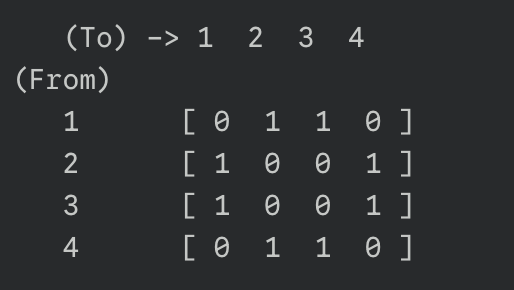 (To) -> 1 2 3 4
(From)
1 [ 0 1 1 0 ]
2 [ 1 0 0 1 ]
3 [ 1 0 0 1 ]
4 [ 0 1 1 0 ]